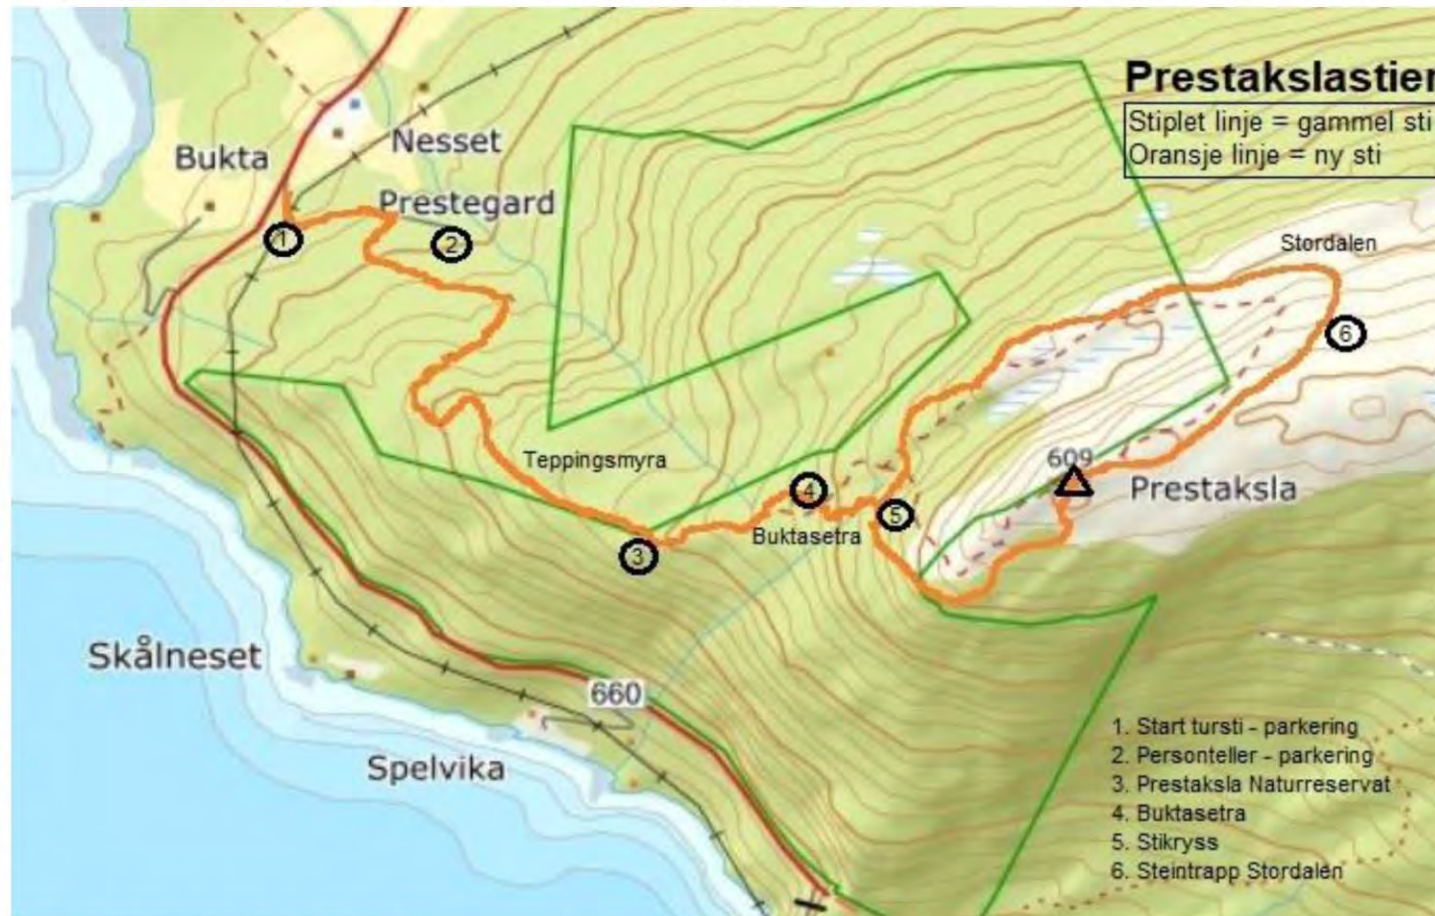 Prestakslastien
Stiplet linje = gammel sti
Oransje linje = ny sti
Nesset
Bukta
Prestegard
1
2
Stordalen
6
Teppingsmyra
609
Prestaksla
4
5
Buktasetra
3
Skålneset
660
Spelvika
1. Start tursti - parkering
2. Personteller - parkering
3. Prestaksla Naturreservat
4. Buktasetra
5. Stikryss
6. Steintrapp Stordalen